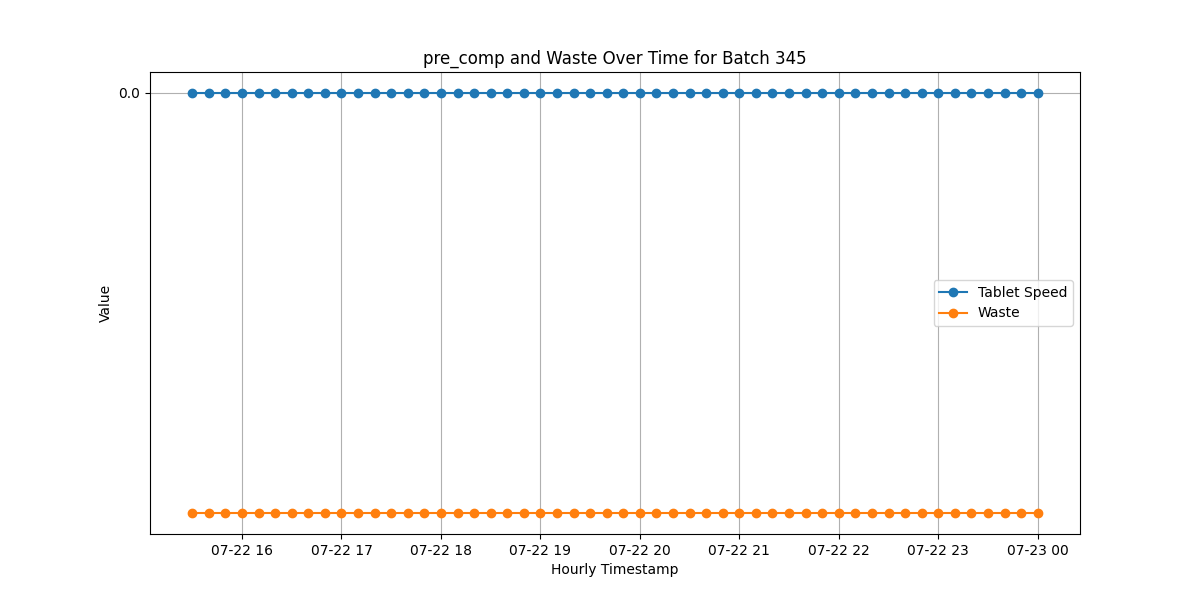 pre_comp and Waste Over Time for Batch 345
0.0
Value
Tablet Speed
Waste
07-22 16
07-22 17
07-22 18
07-22 19
07-22 20
07-22 21
07-22 22
07-22 23
07-23 00
Hourly Timestamp